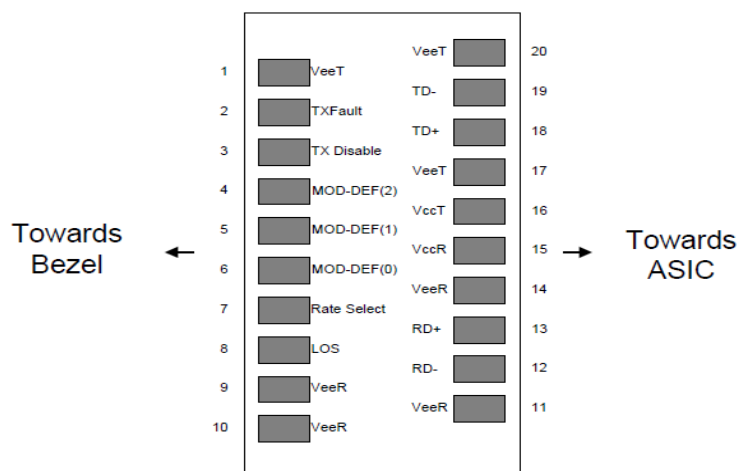 VeeT 20
1 VeeT
TD- 19
2 TXFault
TD+ 18
3 TX Disable
VeeT 17
4 MOD-DEF(2)
VccT 16
5 MOD-DEF(1)
Towards
Bezel
VccR 15
Towards
ASIC
6 MOD-DEF(0)
VeeR 14
7 Rate Select
RD+ 13
8 LOS
RD- 12
9 VeeR
VeeR 11
10 VeeR